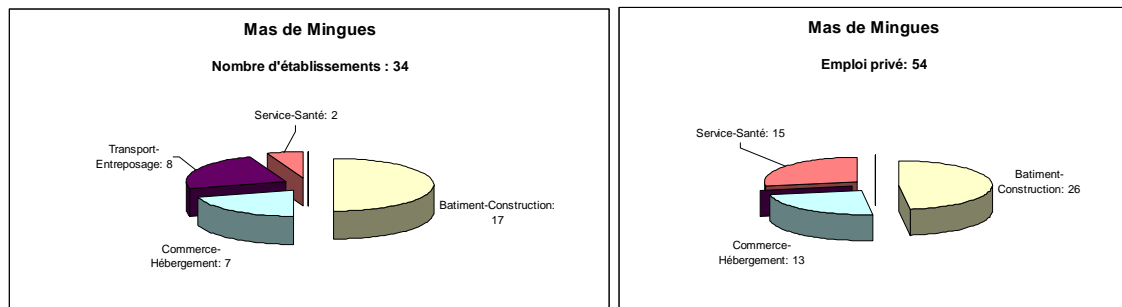 Mas de Mingues
Nombre d'établissements : 34
Service-Santé: 2
Transport-
Entreposage: 8
Batiment-Construction:
17
Commerce-
Hébergement: 7
Mas de Mingues
Emploi privé: 54
Service-Santé: 15
Batiment-
Construction: 26
Commerce-
Hébergement: 13